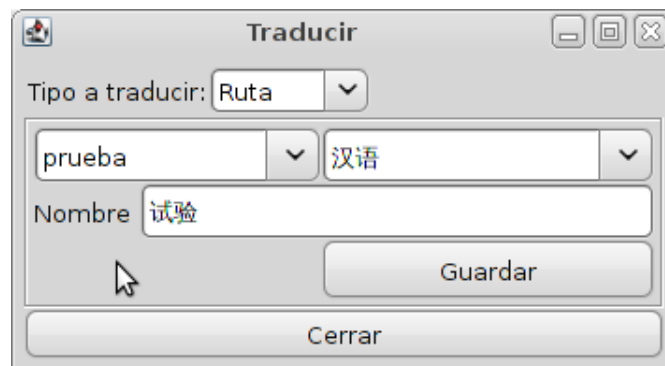 Traducir
Tipo a traducir: Ruta
prueba 汉语
Nombre 试验
Guardar
Cerrar